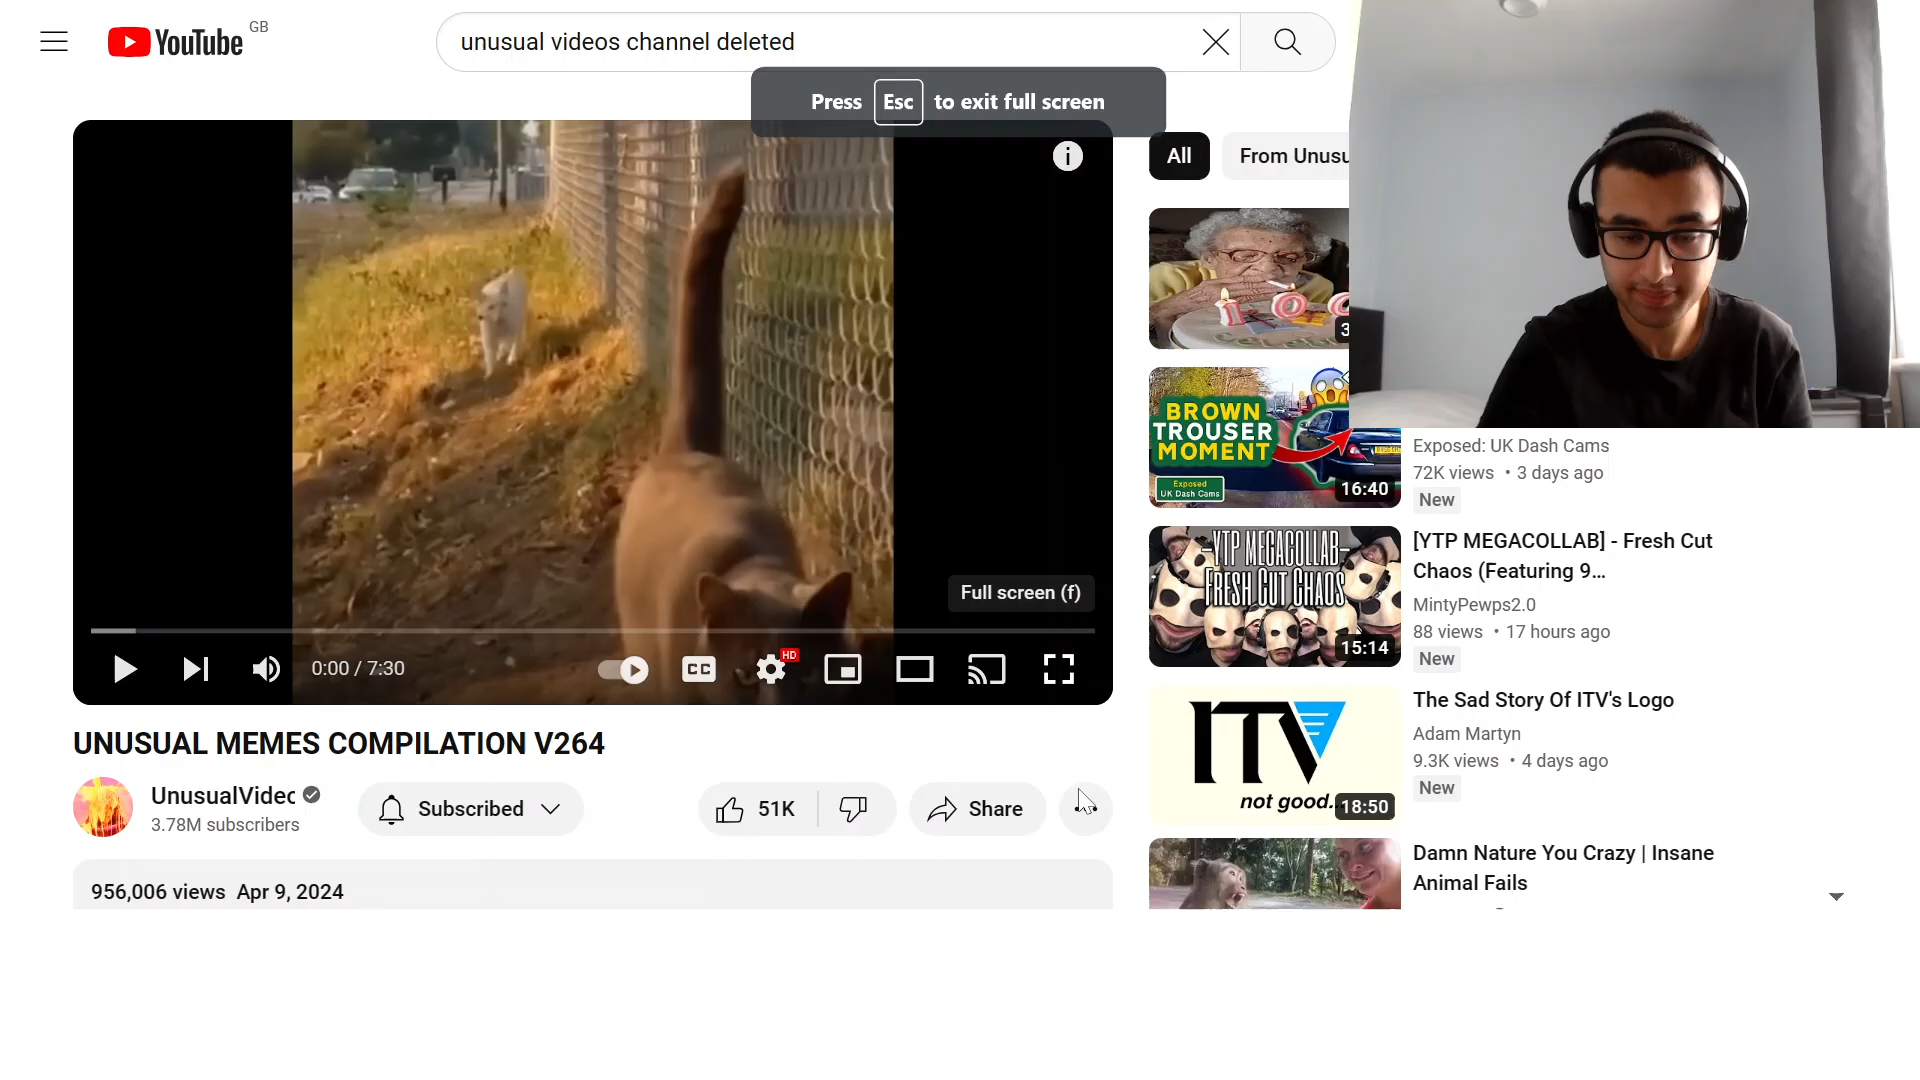 YouTube GB
unusual videos channel deleted
Press Esc to exit full screen
i
All
From Unusu
100
3
BROWN
TROUSER
MOMENT
Exposed
UK Dash Cams
16:40
Exposed: UK Dash Cams
72K views • 3 days ago
New
-YTP MEGACOLLAB-
FRESH CUT CHAOS
15:14
[YTP MEGACOLLAB] - Fresh Cut
Chaos (Featuring 9...
MintyPewps2.0
88 views • 17 hours ago
New
ITV
not good...
18:50
The Sad Story Of ITV's Logo
Adam Martyn
9.3K views • 4 days ago
New
Damn Nature You Crazy | Insane
Animal Fails
Full screen (f)
0:00 / 7:30
CC
HD
UNUSUAL MEMES COMPILATION V264
UnusualVidec
3.78M subscribers
Subscribed
51K
Share
956,006 views Apr 9, 2024